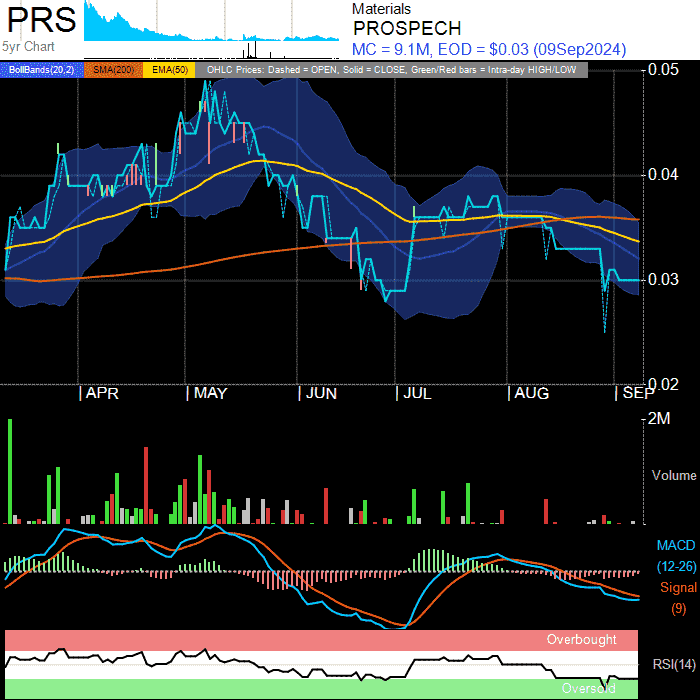 PRS
5yr Chart
Materials
PROSPECH
MC = 9.1M, EOD = $0.03 (09Sep2024)
BollBands(20,2) SMA(200) EMA(50) OHLC Prices: Dashed = OPEN, Solid = CLOSE, Green/Red bars = Intra-day HIGH/LOW
0.05
0.04
0.03
0.02
APR MAY JUN JUL AUG SEP
2M
Volume
MACD
(12-26)
Signal
(9)
Overbought
RSI(14)
Oversold